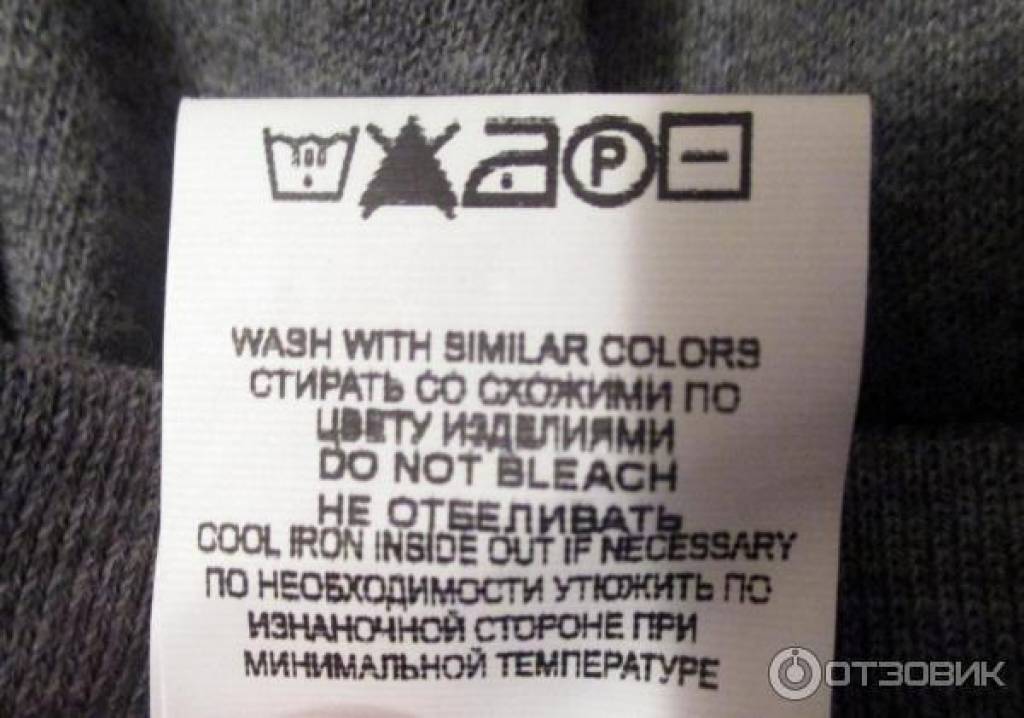 P
WASH WITH SIMILAR COLORS
СТИРАТЬ СО СХОЖИМИ ПО
ЦВЕТУ ИЗДЕЛИЯМИ
DO NOT BLEACH
НЕ ОТБЕЛИВАТЬ
COOL IRON INSIDE OUT IF NECESSARY
ПО НЕОБХОДИМОСТИ УТЮЖИТЬ ПО
ИЗНАНОЧНОЙ СТОРОНЕ ПРИ
МИНИМАЛЬНОЙ ТЕМПЕРАТУРЕ
ОТЗОВИК